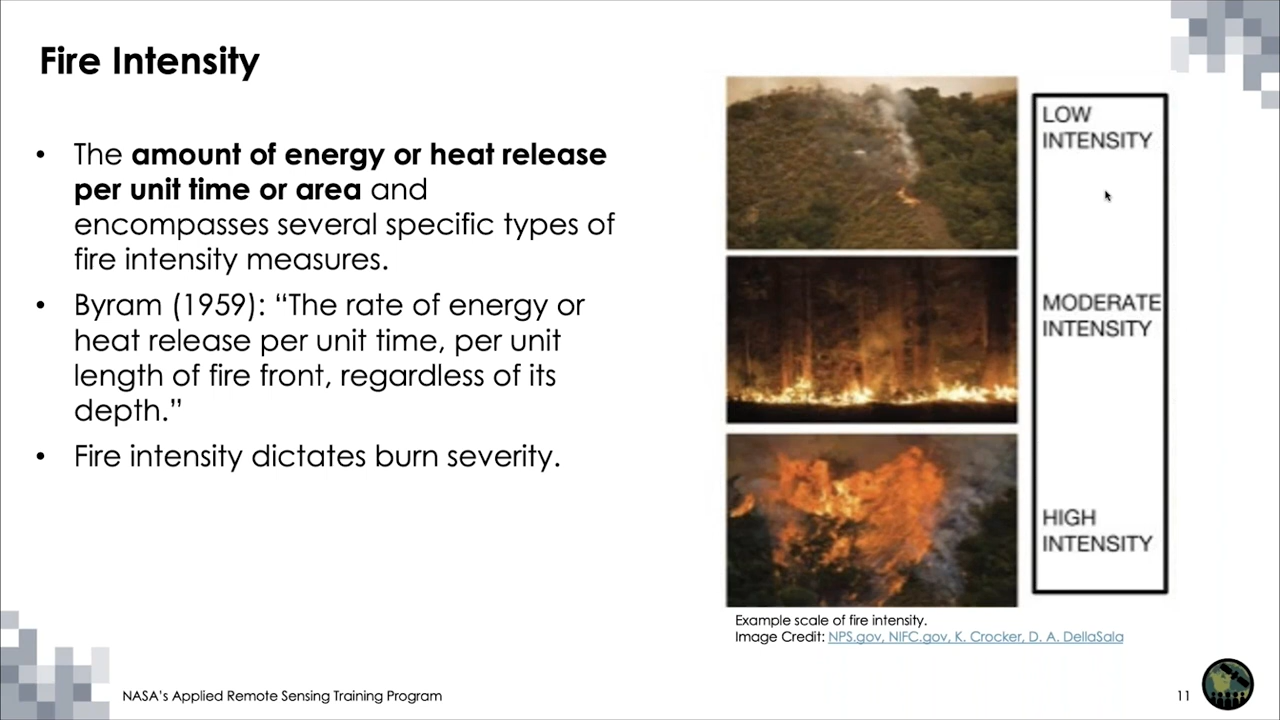 Fire Intensity
• The amount of energy or heat release
per unit time or area and
encompasses several specific types of
fire intensity measures.
• Byram (1959): “The rate of energy or
heat release per unit time, per unit
length of fire front, regardless of its
depth.”
• Fire intensity dictates burn severity.
LOW
INTENSITY
MODERATE
INTENSITY
HIGH
INTENSITY
Example scale of fire intensity.
Image Credit: NPS.gov, NIFC.gov, K. Crocker, D. A. DellaSala
NASA’s Applied Remote Sensing Training Program
11